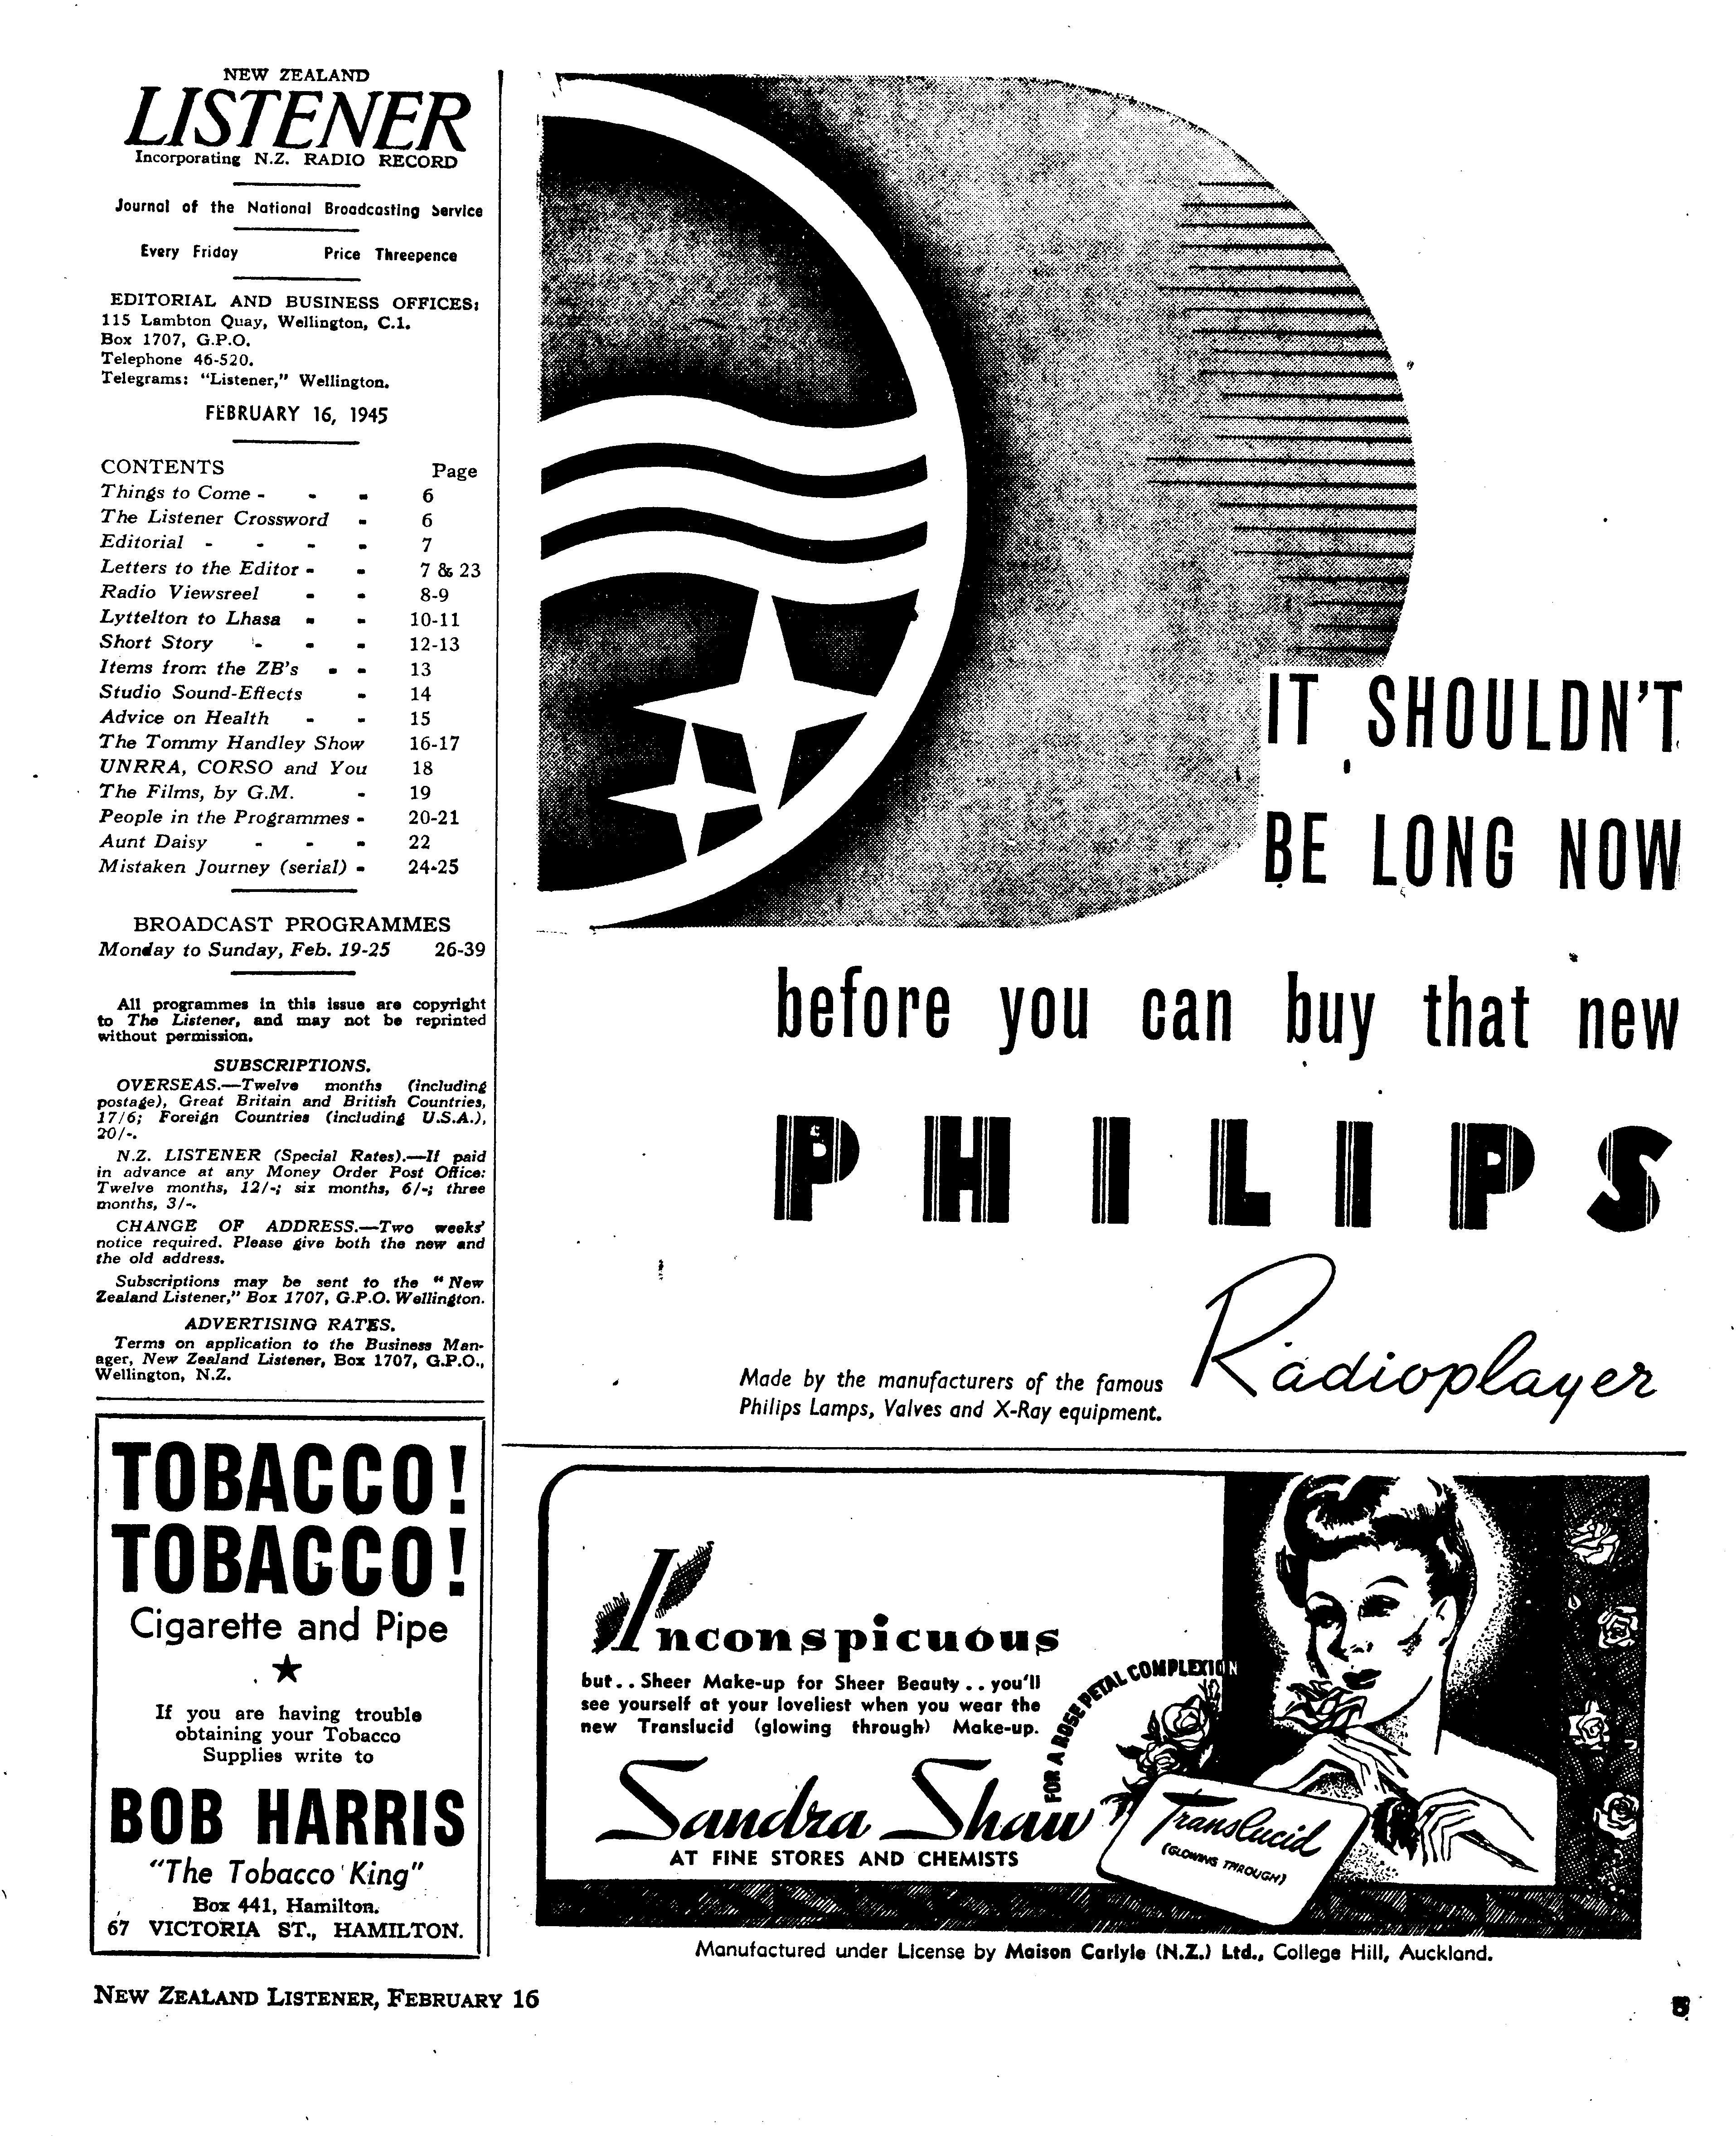 NEW ZEALAND
LISTENER
Incorporating N.Z. RADIO RECORD
Journal of the National Broadcasting Service
Every Friday Price Threepence
EDITORIAL AND BUSINESS OFFICES:
115 Lambton Quay, Wellington, C.1.
Box 1707, G.P.O.
Telephone 46-520.
Telegrams: "Listener," Wellington.
FEBRUARY 16, 1945
CONTENTS Page
Things to Come - - - 6
The Listener Crossword - 6
Editorial - - - - 7
Letters to the Editor - - 7 & 23
Radio Viewsreel - - 8-9
Lyttelton to Lhasa - - 10-11
Short Story - - - 12-13
Items from the ZB's - - 13
Studio Sound-Effects - 14
Advice on Health - - 15
The Tommy Handley Show 16-17
UNRRA, CORSO and You 18
The Films, by G.M. - 19
People in the Programmes - 20-21
Aunt Daisy - - - 22
Mistaken Journey (serial) - 24-25
BROADCAST PROGRAMMES
Monday to Sunday, Feb. 19-25 26-39
All programmes in this issue are copyright
to The Listener, and may not be reprinted
without permission.
SUBSCRIPTIONS.
OVERSEAS.—Twelve months (including
postage), Great Britain and British Countries,
17/6; Foreign Countries (including U.S.A.),
20/-.
N.Z. LISTENER (Special Rates).—If paid
in advance at any Money Order Post Office:
Twelve months, 12/-; six months, 6/-; three
months, 3/-.
CHANGE OF ADDRESS.—Two weeks'
notice required. Please give both the new and
the old address.
Subscriptions may be sent to the "New
Zealand Listener," Box 1707, G.P.O. Wellington.
ADVERTISING RATES.
Terms on application to the Business Man-
ager, New Zealand Listener, Box 1707, G.P.O.,
Wellington, N.Z.
TOBACCO!
TOBACCO!
Cigarette and Pipe
If you are having trouble
obtaining your Tobacco
Supplies write to
BOB HARRIS
"The Tobacco King"
Box 441, Hamilton.
67 VICTORIA ST., HAMILTON.
IT SHOULDN'T
BE LONG NOW
before you can buy that new
PHILIPS
Radioplayer
Made by the manufacturers of the famous
Philips Lamps, Valves and X-Ray equipment.
Inconspicuous
but.. Sheer Make-up for Sheer Beauty.. you'll
see yourself at your loveliest when you wear the
new Translucid (glowing through) Make-up.
FOR A ROSE PETAL COMPLEXION
Sandra Shaw
AT FINE STORES AND CHEMISTS
Translucid
(GLOWING THROUGH)
Manufactured under License by Maison Carlyle (N.Z.) Ltd., College Hill, Auckland.
NEW ZEALAND LISTENER, FEBRUARY 16